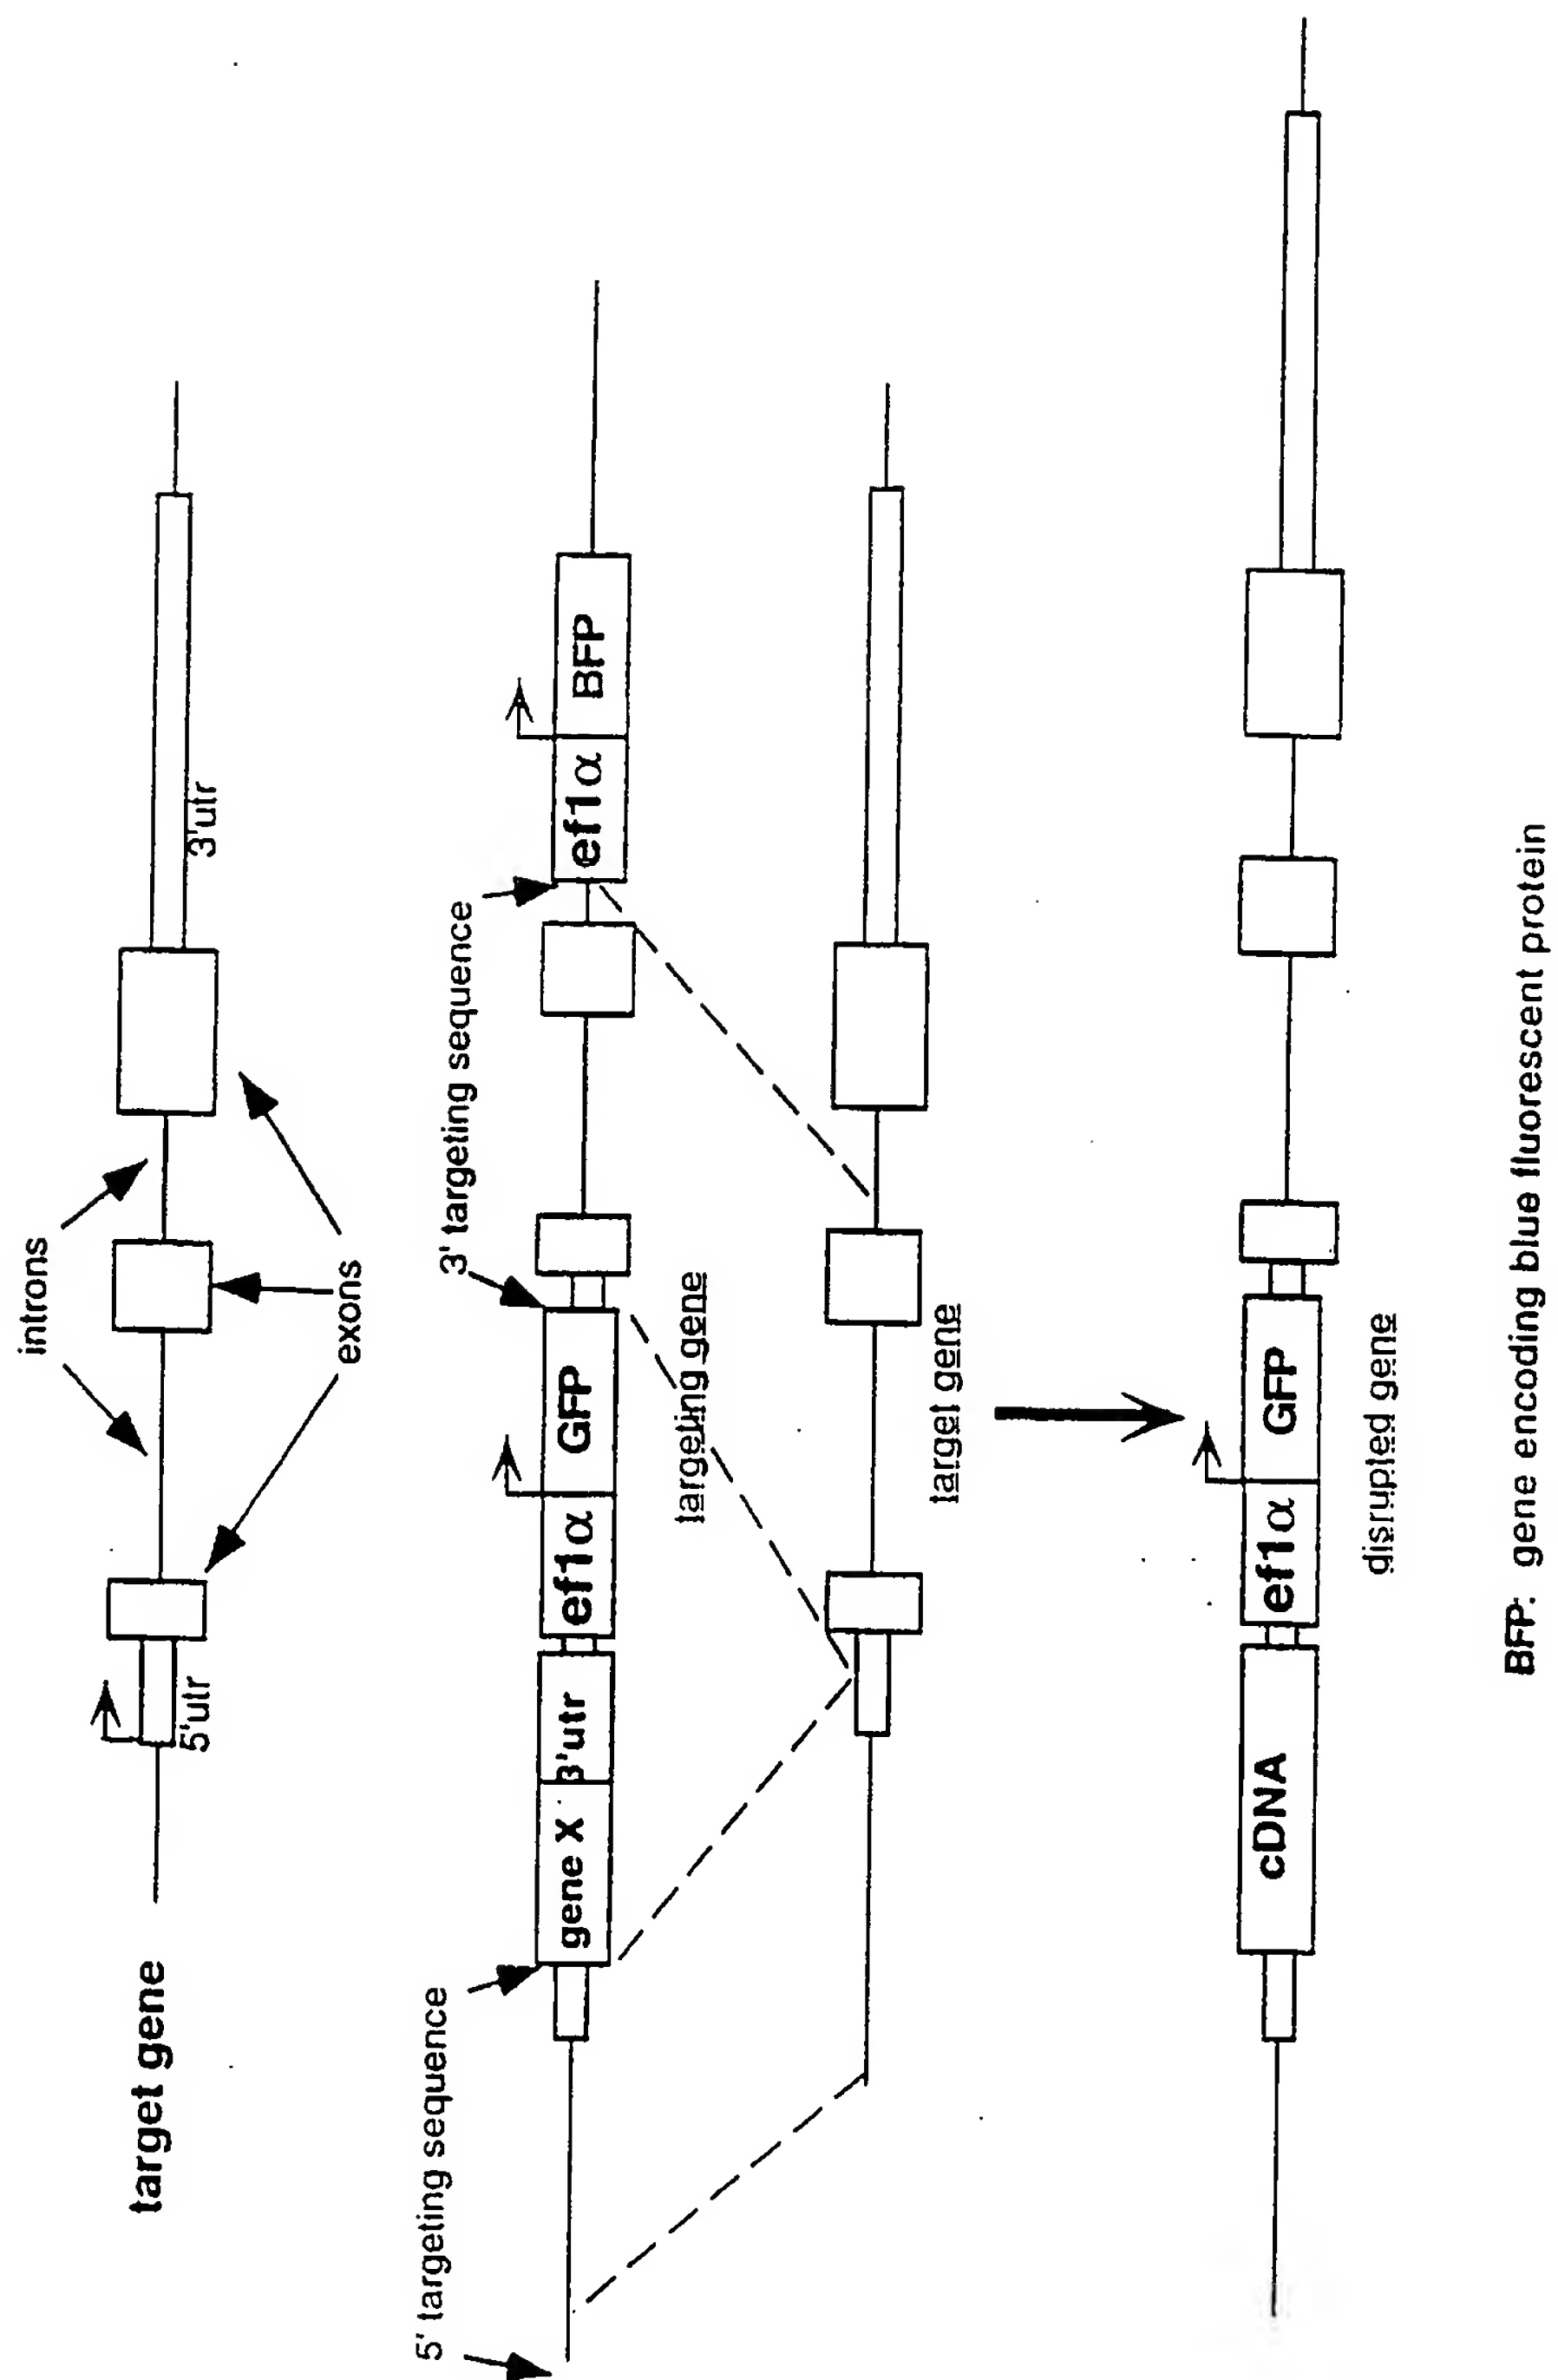 target gene
introns
5'utr
3'utr
exons
5' targeting sequence
3' targeting sequence
gene X
3'utr
ef1α
GFP
ef1α
BFP
targeting gene
target gene
cDNA
ef1α
GFP
disrupted gene
BFP: gene encoding blue fluorescent protein